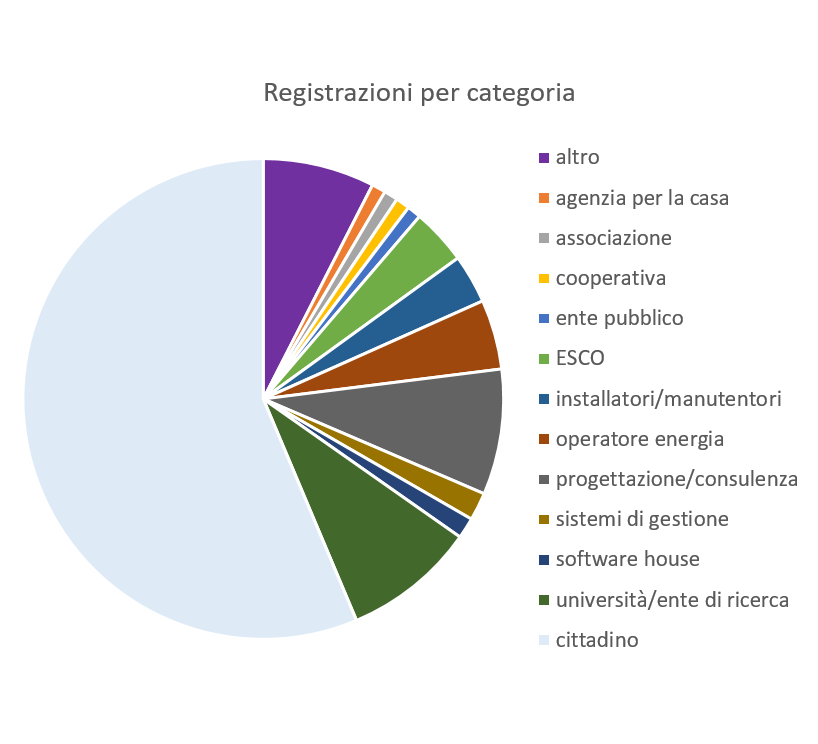 Registrazioni per categoria
altro
agenzia per la casa
associazione
cooperativa
ente pubblico
ESCO
installatori/manutentori
operatore energia
progettazione/consulenza
sistemi di gestione
software house
università/ente di ricerca
cittadino